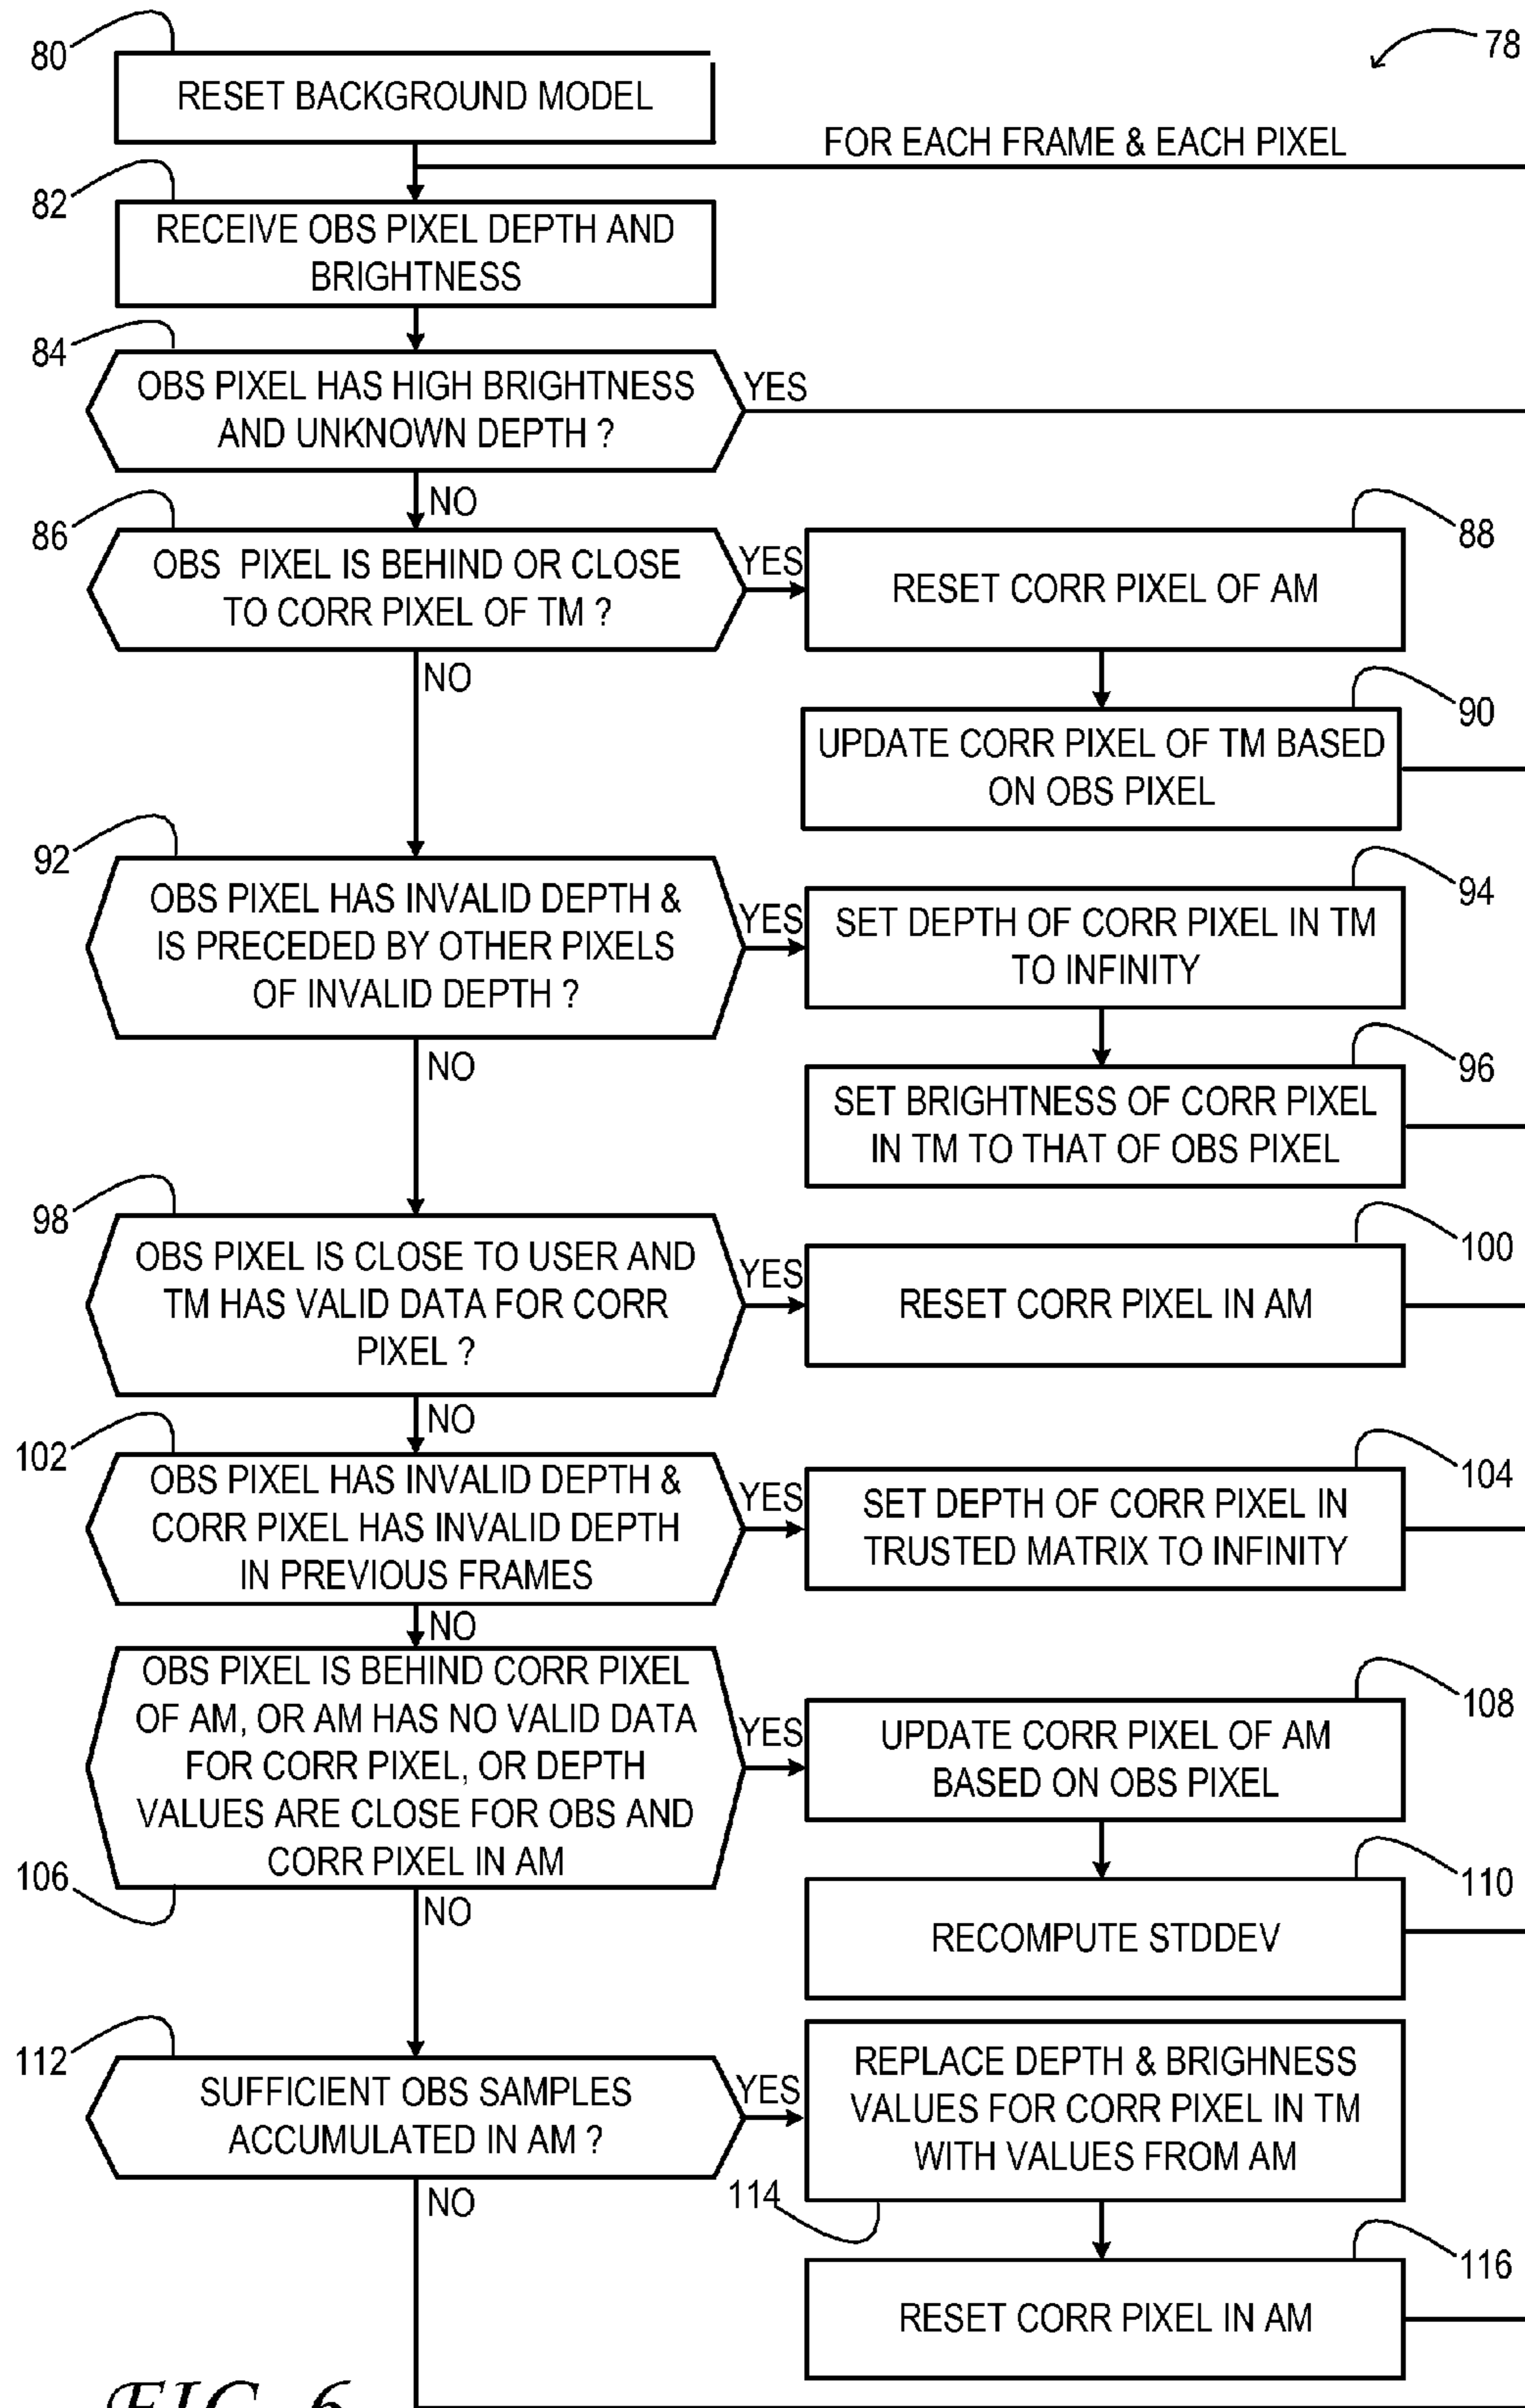 80
78
RESET BACKGROUND MODEL
FOR EACH FRAME & EACH PIXEL
82
RECEIVE OBS PIXEL DEPTH AND
BRIGHTNESS
84
OBS PIXEL HAS HIGH BRIGHTNESS
AND UNKNOWN DEPTH ?
YES
NO
86
OBS PIXEL IS BEHIND OR CLOSE
TO CORR PIXEL OF TM ?
YES
88
RESET CORR PIXEL OF AM
NO
90
UPDATE CORR PIXEL OF TM BASED
ON OBS PIXEL
92
OBS PIXEL HAS INVALID DEPTH &
IS PRECEDED BY OTHER PIXELS
OF INVALID DEPTH ?
YES
94
SET DEPTH OF CORR PIXEL IN TM
TO INFINITY
NO
96
SET BRIGHTNESS OF CORR PIXEL
IN TM TO THAT OF OBS PIXEL
98
OBS PIXEL IS CLOSE TO USER AND
TM HAS VALID DATA FOR CORR
PIXEL ?
YES
100
RESET CORR PIXEL IN AM
NO
102
OBS PIXEL HAS INVALID DEPTH &
CORR PIXEL HAS INVALID DEPTH
IN PREVIOUS FRAMES
YES
104
SET DEPTH OF CORR PIXEL IN
TRUSTED MATRIX TO INFINITY
NO
OBS PIXEL IS BEHIND CORR PIXEL
OF AM, OR AM HAS NO VALID DATA
FOR CORR PIXEL, OR DEPTH
VALUES ARE CLOSE FOR OBS AND
CORR PIXEL IN AM
106
YES
108
UPDATE CORR PIXEL OF AM
BASED ON OBS PIXEL
NO
110
RECOMPUTE STDDEV
112
SUFFICIENT OBS SAMPLES
ACCUMULATED IN AM ?
YES
REPLACE DEPTH & BRIGHNESS
VALUES FOR CORR PIXEL IN TM
WITH VALUES FROM AM
114
NO
116
RESET CORR PIXEL IN AM
FIG. 6